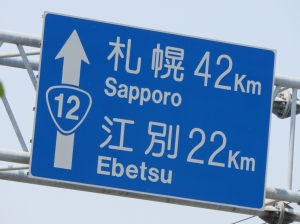 札幌 42Km
Sapporo
12
江別 22Km
Ebetsu